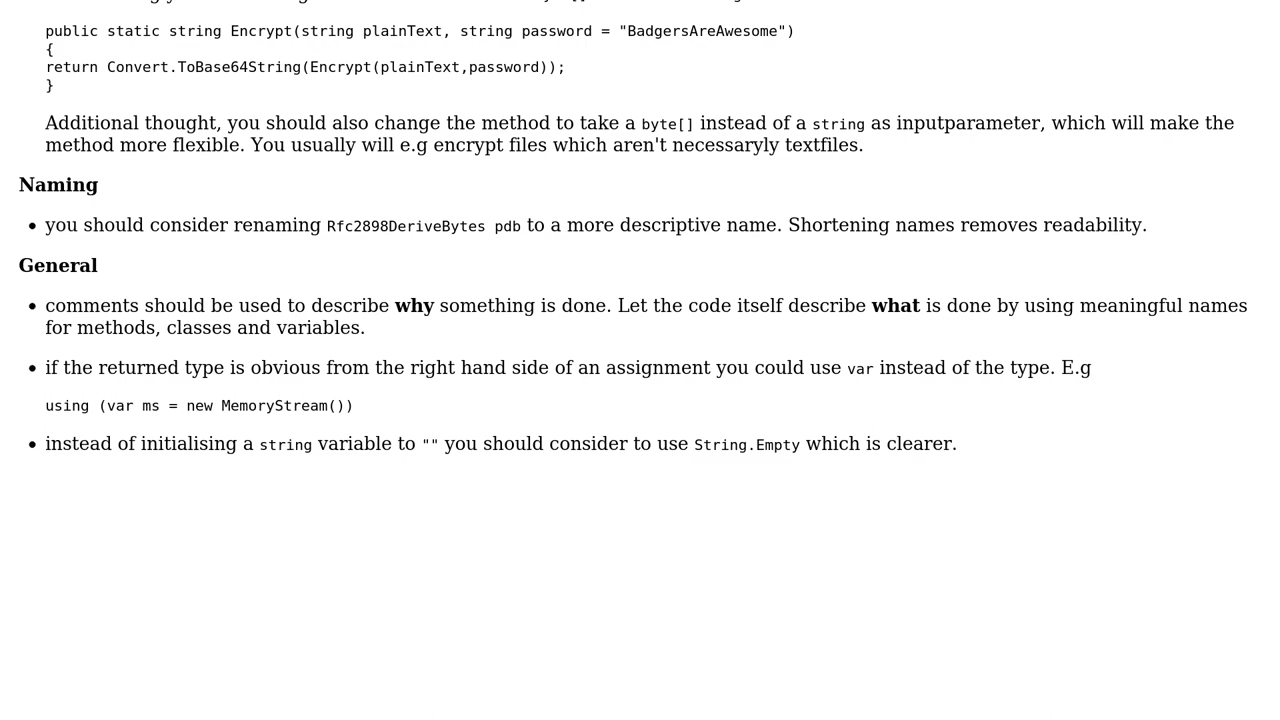 public static string Encrypt(string plainText, string password = "BadgersAreAwesome")
{
return Convert.ToBase64String(Encrypt(plainText,password));
}
Additional thought, you should also change the method to take a byte[] instead of a string as inputparameter, which will make the
method more flexible. You usually will e.g encrypt files which aren't necessaryly textfiles.
Naming
• you should consider renaming Rfc2898DeriveBytes pdb to a more descriptive name. Shortening names removes readability.
General
• comments should be used to describe why something is done. Let the code itself describe what is done by using meaningful names
for methods, classes and variables.
• if the returned type is obvious from the right hand side of an assignment you could use var instead of the type. E.g
using (var ms = new MemoryStream())
• instead of initialising a string variable to "" you should consider to use String.Empty which is clearer.